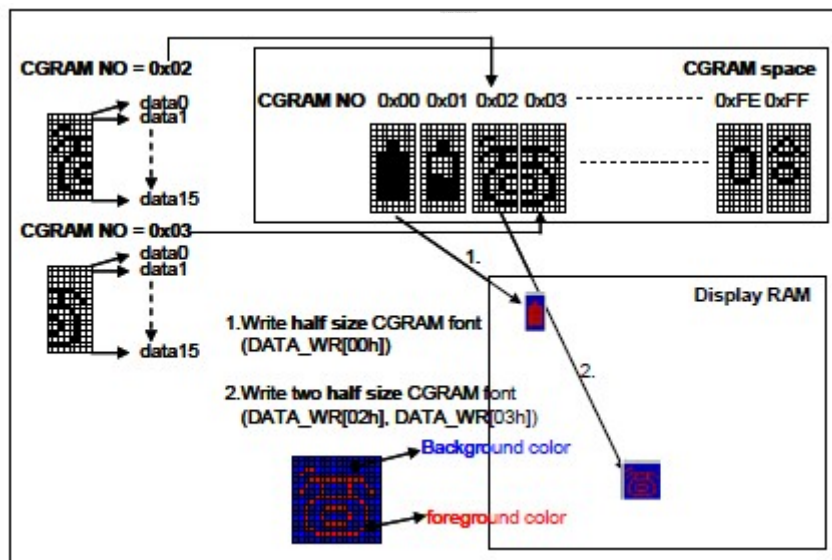 CGRAM NO = 0x02
data0
data1
data15
CGRAM NO = 0x03
data0
data1
data15
CGRAM space
CGRAM NO 0x00 0x01 0x02 0x03 0xFE 0xFF
1.
Display RAM
1.Write half size CGRAM font
(DATA_WR[00h])
2.
2.Write two half size CGRAM font
(DATA_WR[02h], DATA_WR[03h])
Background color
foreground color